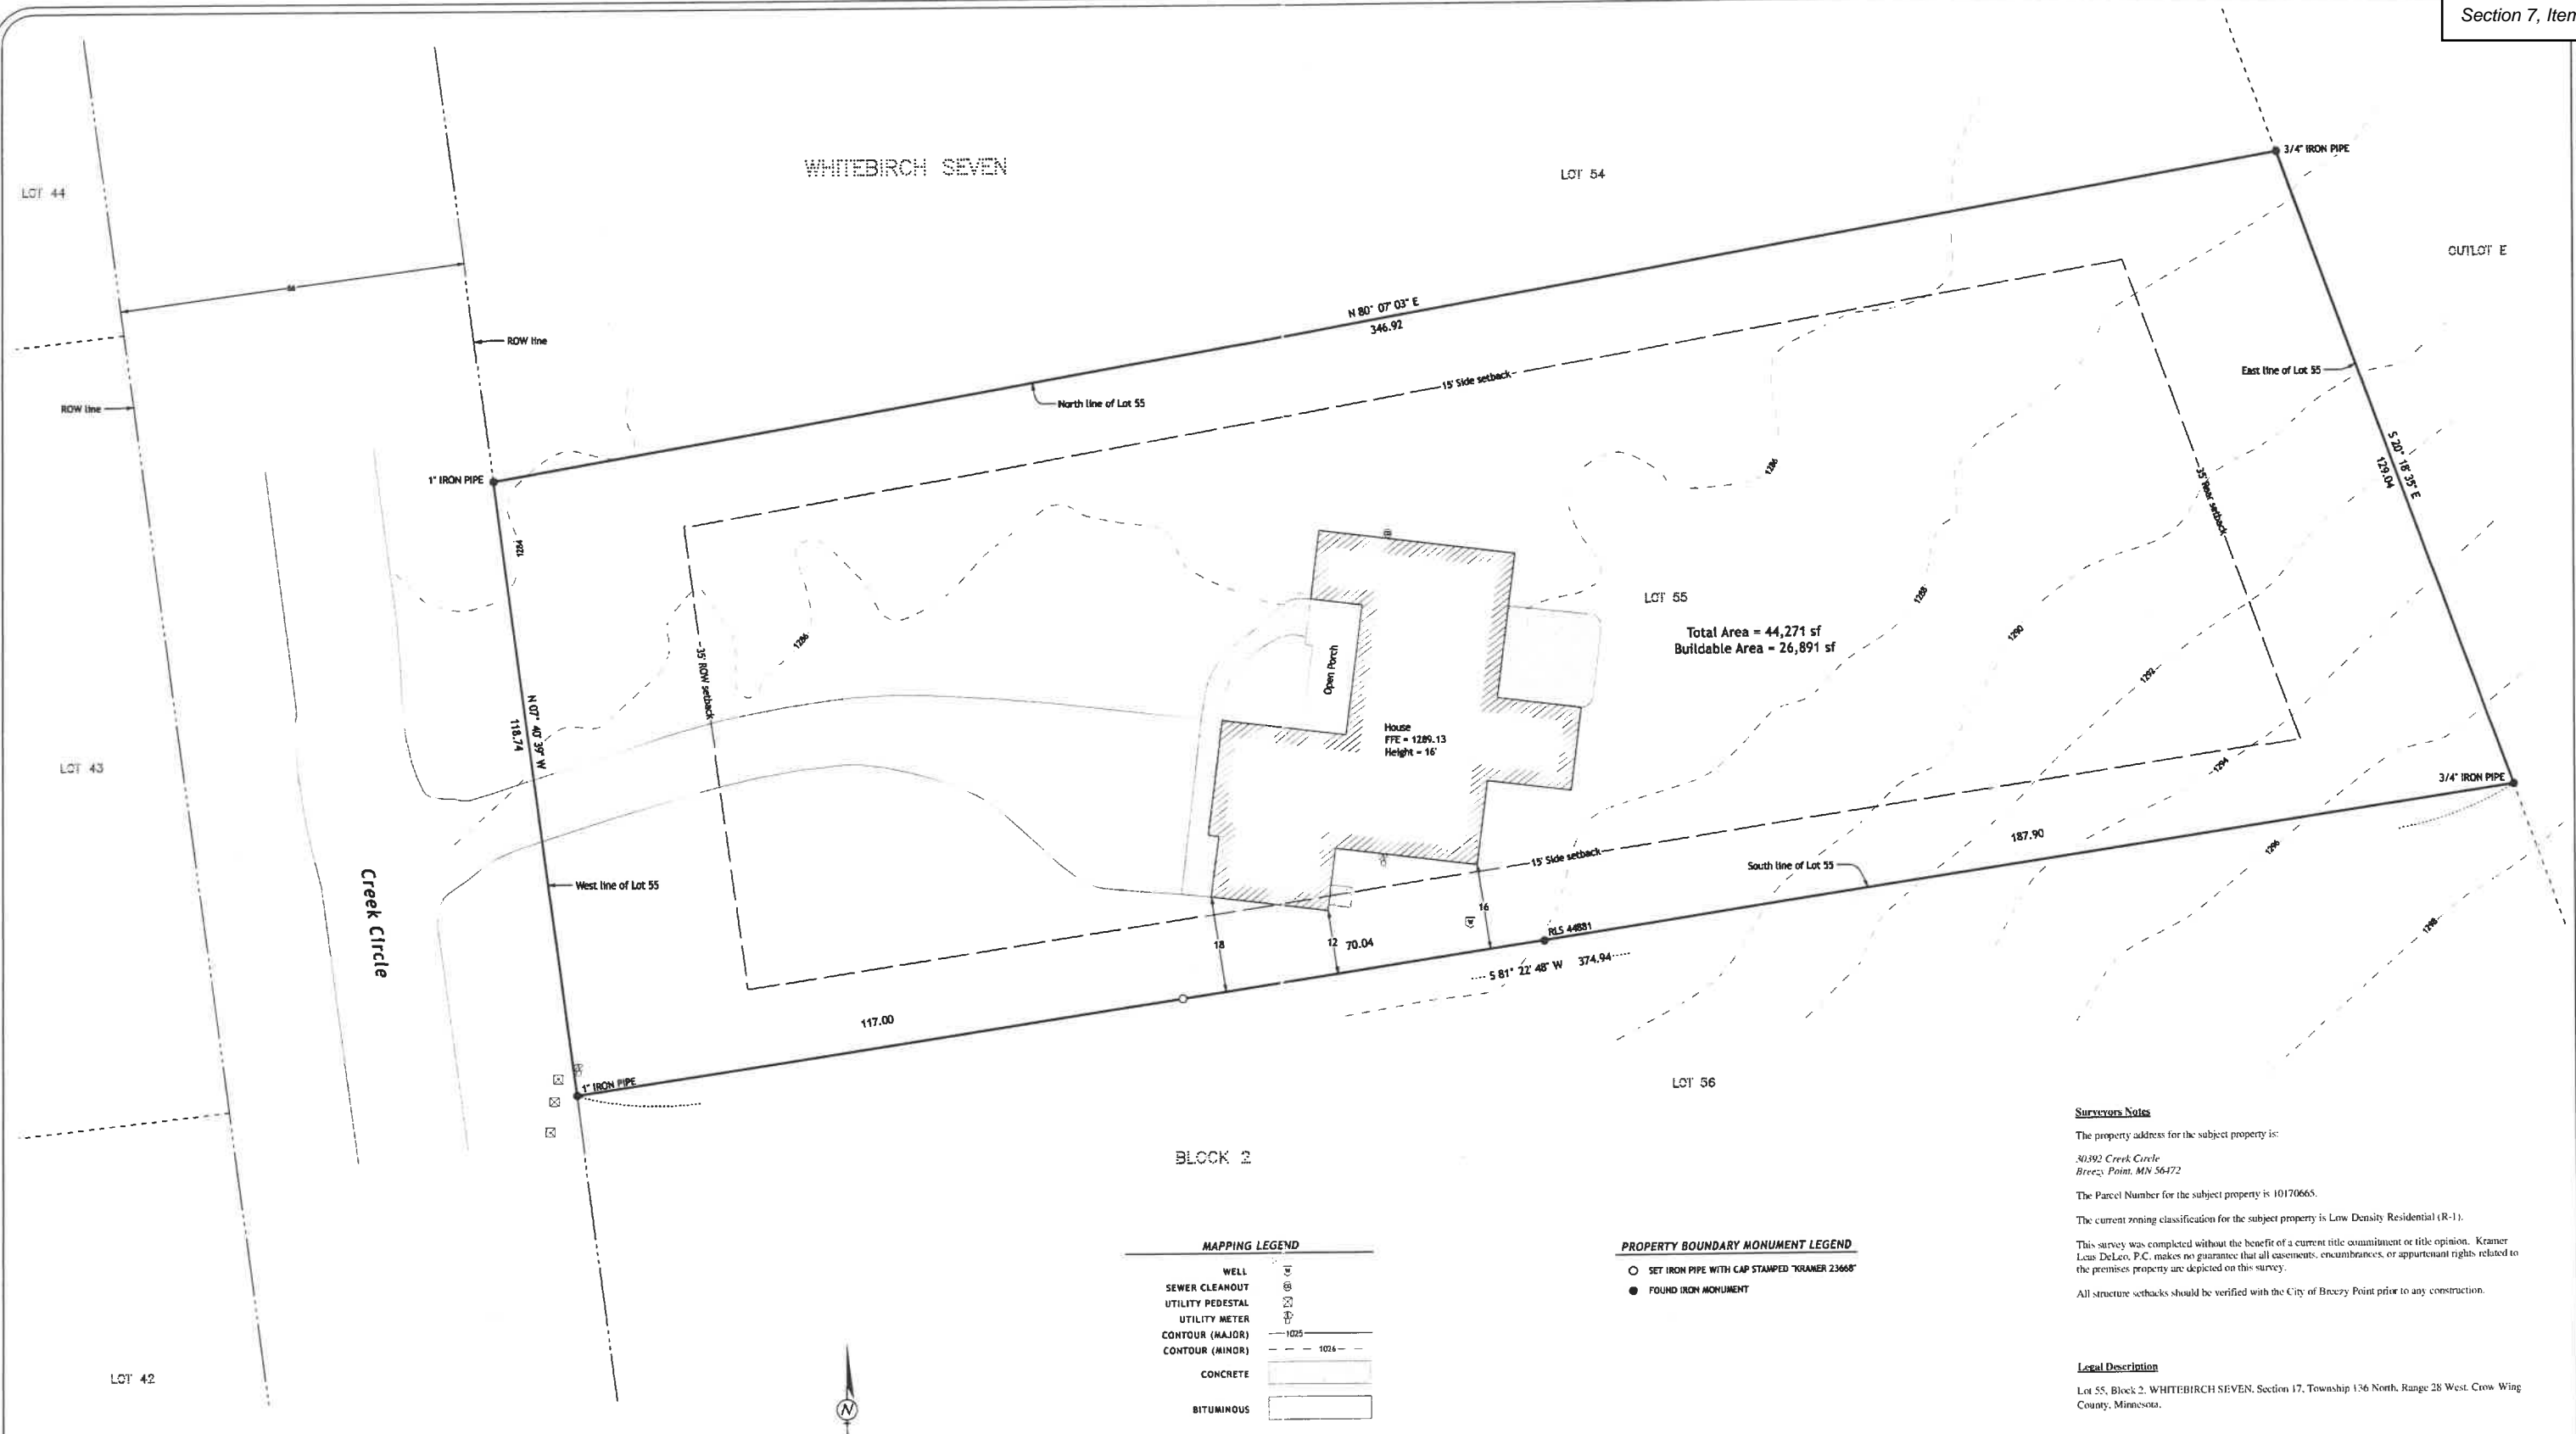 Section 7, Iten
WHITEBIRCH SEVEN
LOT 54
3/4" IRON PIPE
LOT 44
OUTLOT E
66
N 80° 07' 03" E
346.92
ROW line
East line of Lot 55
15' Side setback
North line of Lot 55
ROW line
S 20° 18' 35" E
129.04
1" IRON PIPE
1286
35' Rear setback
1284
LOT 55
1288
Total Area = 44,271 sf
Buildable Area = 26,891 sf
1290
1286
35' ROW setback
Open Porch
1292
N 07° 40' 39" W
118.74
House
FFE = 1289.13
Height = 16'
LOT 43
1294
3/4" IRON PIPE
187.90
1296
15' Side setback
South line of Lot 55
West line of Lot 55
Creek Circle
16
1298
RLS 44881
18
12
70.04
S 81° 22' 48" W 374.94
117.00
1" IRON PIPE
LOT 56
BLOCK 2
Surveyors Notes
The property address for the subject property is:
30392 Creek Circle
Breezy Point, MN 56472
The Parcel Number for the subject property is 10170665.
The current zoning classification for the subject property is Low Density Residential (R-1).
This survey was completed without the benefit of a current title commitment or title opinion. Kramer
Leas DeLeo, P.C. makes no guarantee that all easements, encumbrances, or appurtenant rights related to
the premises property are depicted on this survey.
All structure setbacks should be verified with the City of Breezy Point prior to any construction.
MAPPING LEGEND
WELL
SEWER CLEANOUT
UTILITY PEDESTAL
UTILITY METER
CONTOUR (MAJOR) 1025
CONTOUR (MINOR) 1026
CONCRETE
BITUMINOUS
PROPERTY BOUNDARY MONUMENT LEGEND
SET IRON PIPE WITH CAP STAMPED "KRAMER 23668"
FOUND IRON MONUMENT
Legal Description
Lot 55, Block 2, WHITEBIRCH SEVEN, Section 17, Township 136 North, Range 28 West, Crow Wing
County, Minnesota.
LOT 42
N